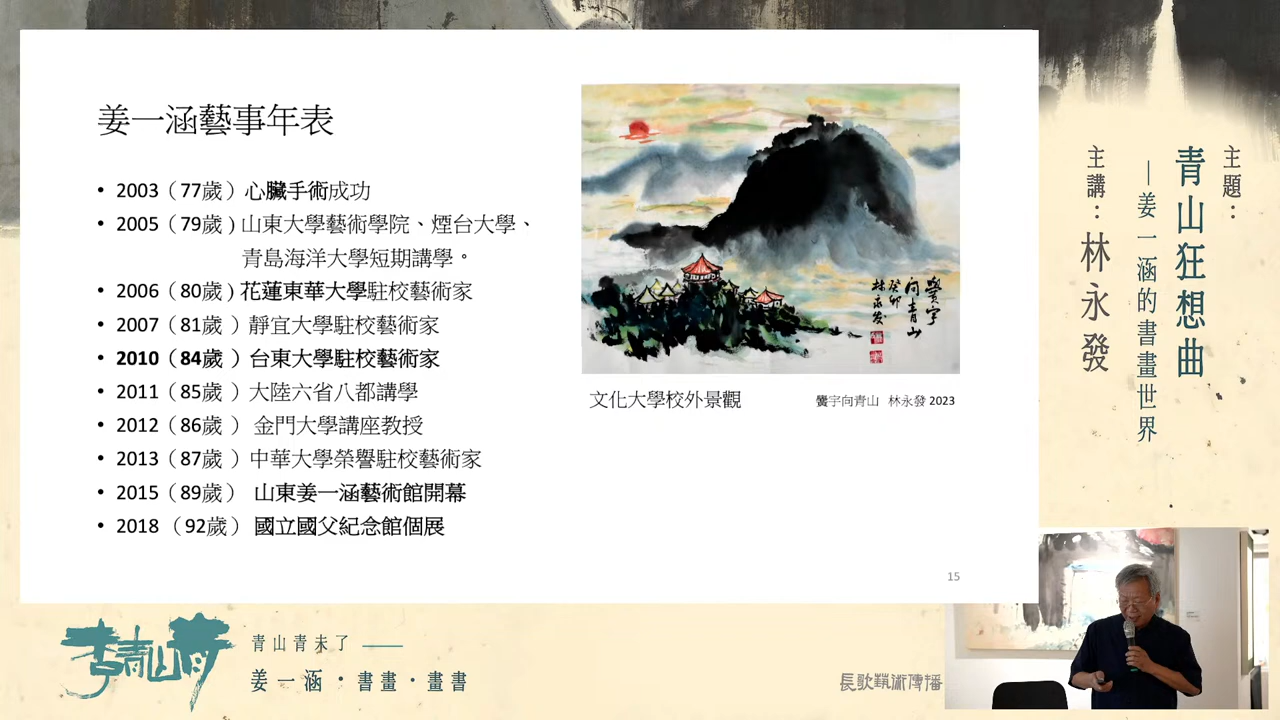 姜一涵藝事年表
• 2003（77歲）心臟手術成功
• 2005（79歲）山東大學藝術學院、煙台大學、
青島海洋大學短期講學。
• 2006（80歲）花蓮東華大學駐校藝術家
• 2007（81歲）靜宜大學駐校藝術家
• 2010（84歲）台東大學駐校藝術家
• 2011（85歲）大陸六省八都講學
• 2012（86歲）金門大學講座教授
• 2013（87歲）中華大學榮譽駐校藝術家
• 2015（89歲）山東姜一涵藝術館開幕
• 2018（92歲）國立國父紀念館個展
黌宇
向青山
癸卯
林永發
文化大學校外景觀
黌宇向青山 林永發 2023
15
主題：
青山狂想曲
—姜一涵的書畫世界
主講：林永發
青山青未了——
姜一涵・書畫・畫書
長歌藝術傳播